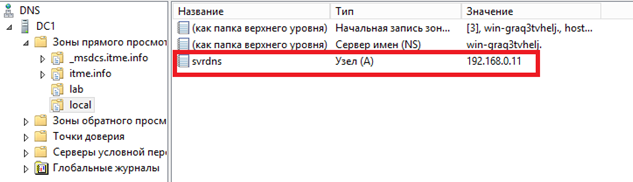 DNS
DC1
Зоны прямого просмот
_msdcs.itme.info
itme.info
lab
local
Зоны обратного просм
Точки доверия
Серверы условной пер
Глобальные журналы
Название Тип Значение
(как папка верхнего уровня) Начальная запись зон... [3], win-graq3tvhelj., host...
(как папка верхнего уровня) Сервер имен (NS) win-graq3tvhelj.
svrdns Узел (A) 192.168.0.11